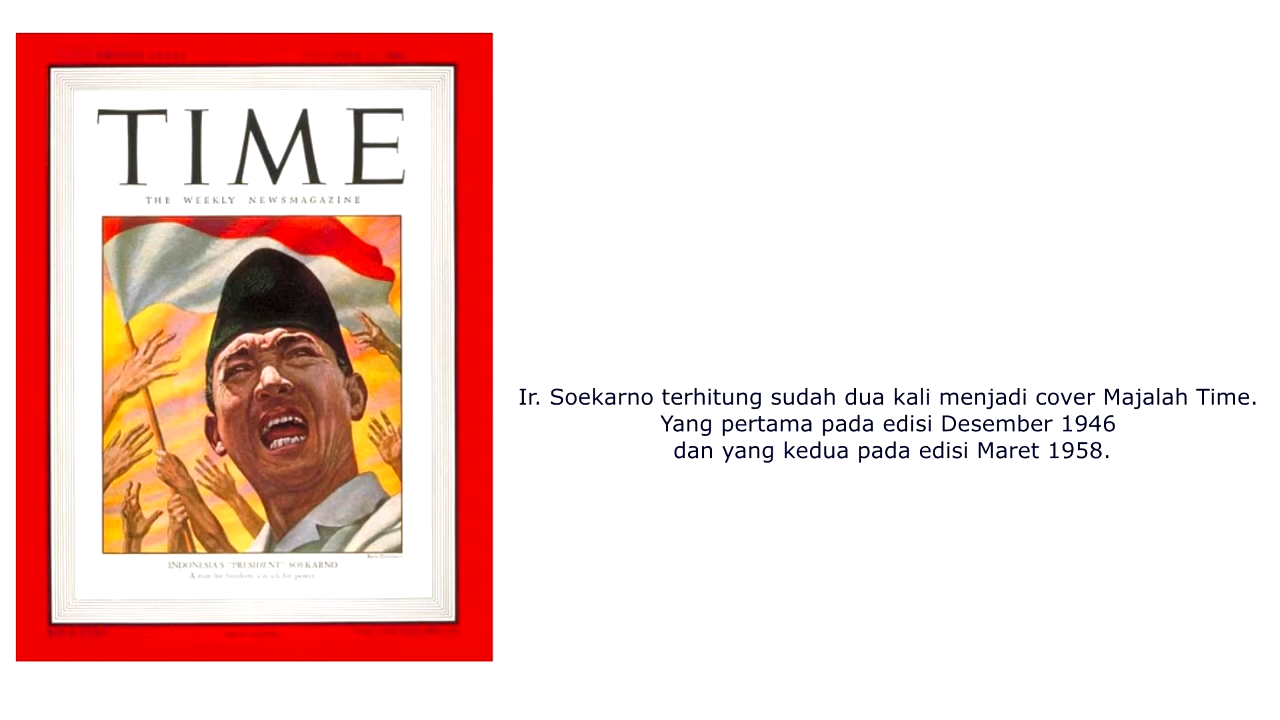 TIME
THE WEEKLY NEWSMAGAZINE
INDONESIA'S "PRESIDENT" SOEKARNO
Ir. Soekarno terhitung sudah dua kali menjadi cover Majalah Time.
Yang pertama pada edisi Desember 1946
dan yang kedua pada edisi Maret 1958.